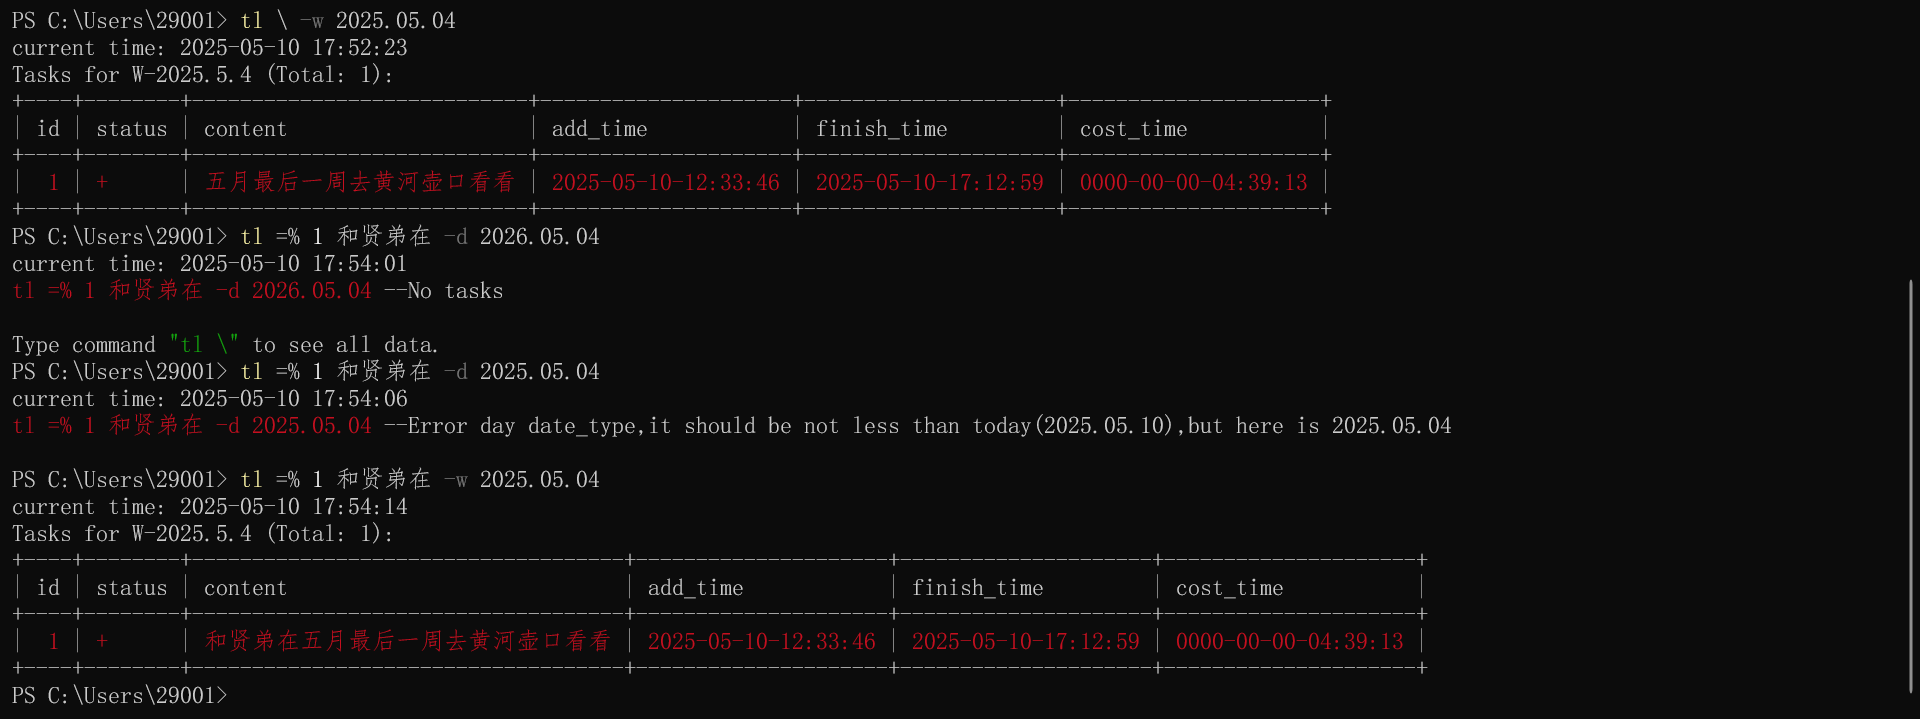 PS C:\Users\29001> tl \ -w 2025.05.04
current time: 2025-05-10 17:52:23
Tasks for W-2025.5.4 (Total: 1):
+----+--------+----------------------------+---------------------+---------------------+---------------------+
| id | status | content                    | add_time            | finish_time         | cost_time           |
+----+--------+----------------------------+---------------------+---------------------+---------------------+
|  1 | +      | 五月最后一周去黄河壶口看看 | 2025-05-10-12:33:46 | 2025-05-10-17:12:59 | 0000-00-00-04:39:13 |
+----+--------+----------------------------+---------------------+---------------------+---------------------+
PS C:\Users\29001> tl =% 1 和贤弟在 -d 2026.05.04
current time: 2025-05-10 17:54:01
tl =% 1 和贤弟在 -d 2026.05.04 --No tasks
Type command "tl \" to see all data.
PS C:\Users\29001> tl =% 1 和贤弟在 -d 2025.05.04
current time: 2025-05-10 17:54:06
tl =% 1 和贤弟在 -d 2025.05.04 --Error day date_type,it should be not less than today(2025.05.10),but here is 2025.05.04
PS C:\Users\29001> tl =% 1 和贤弟在 -w 2025.05.04
current time: 2025-05-10 17:54:14
Tasks for W-2025.5.4 (Total: 1):
+----+--------+------------------------------------+---------------------+---------------------+---------------------+
| id | status | content                            | add_time            | finish_time         | cost_time           |
+----+--------+------------------------------------+---------------------+---------------------+---------------------+
|  1 | +      | 和贤弟在五月最后一周去黄河壶口看看 | 2025-05-10-12:33:46 | 2025-05-10-17:12:59 | 0000-00-00-04:39:13 |
+----+--------+------------------------------------+---------------------+---------------------+---------------------+
PS C:\Users\29001>